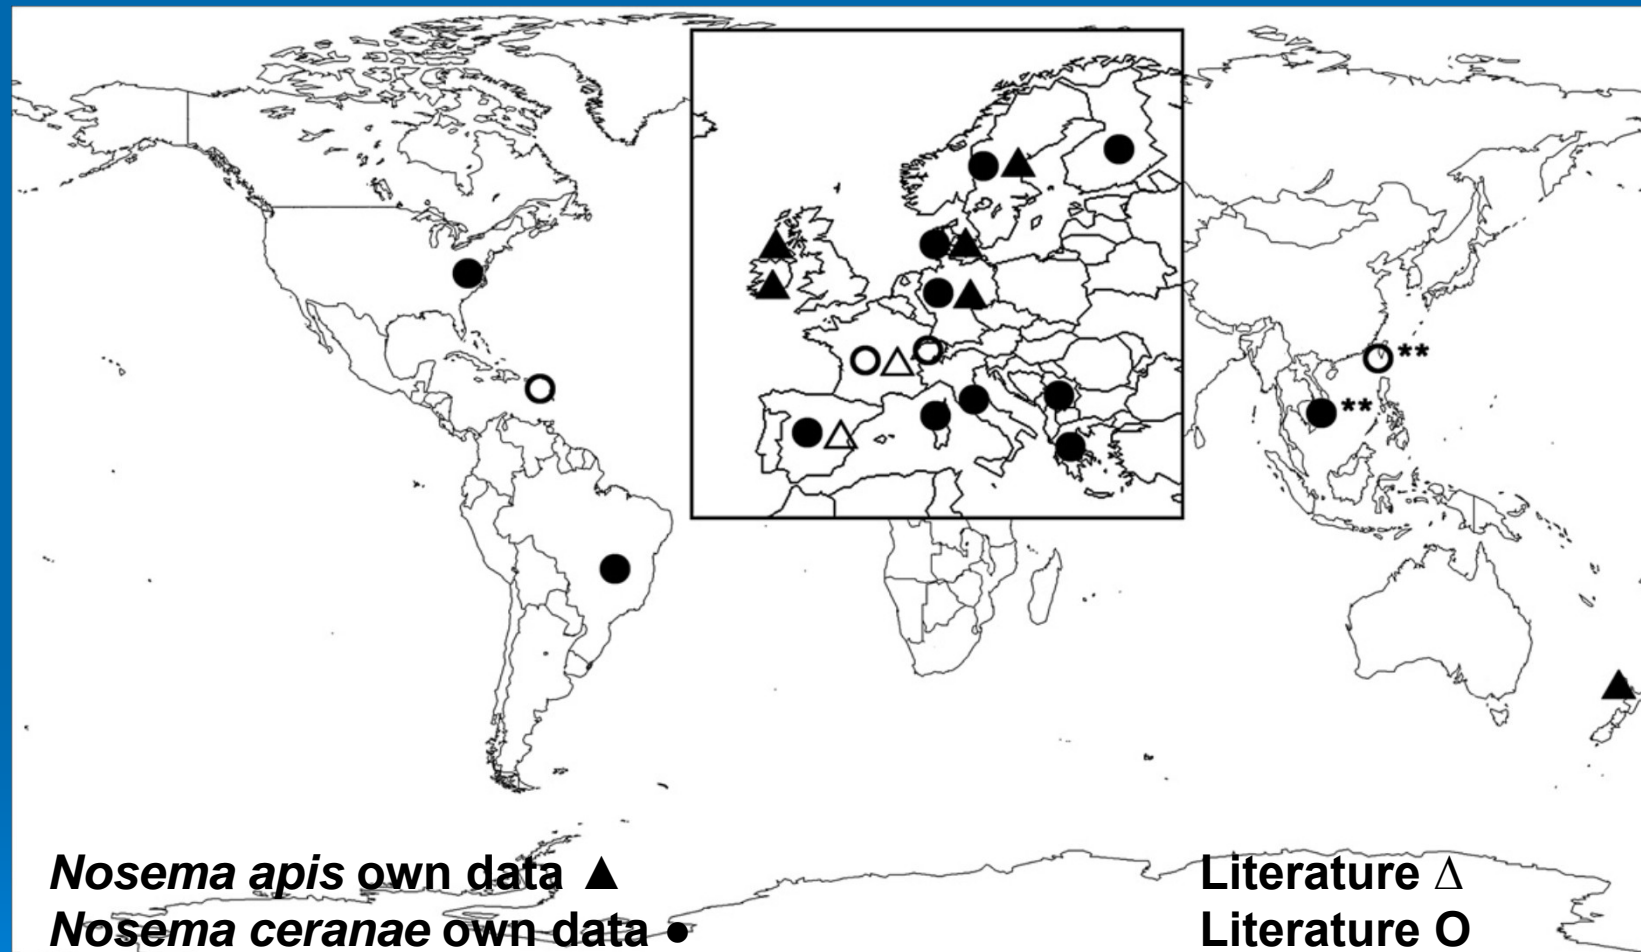 **
**
Nosema apis own data ▲ Literature Δ
Nosema ceranae own data ● Literature O